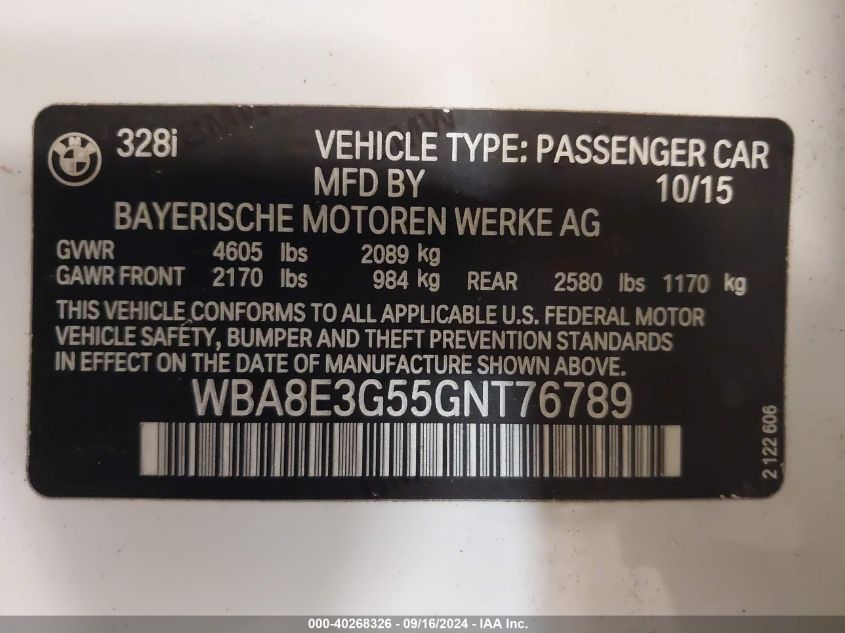 328i VEHICLE TYPE: PASSENGER CAR
MFD BY 10/15
BAYERISCHE MOTOREN WERKE AG
GVWR 4605 lbs 2089 kg
GAWR FRONT 2170 lbs 984 kg REAR 2580 lbs 1170 kg
THIS VEHICLE CONFORMS TO ALL APPLICABLE U.S. FEDERAL MOTOR
VEHICLE SAFETY, BUMPER AND THEFT PREVENTION STANDARDS
IN EFFECT ON THE DATE OF MANUFACTURE SHOWN ABOVE.
WBA8E3G55GNT76789
2 122 606
000-40268326 - 09/16/2024 - IAA Inc.